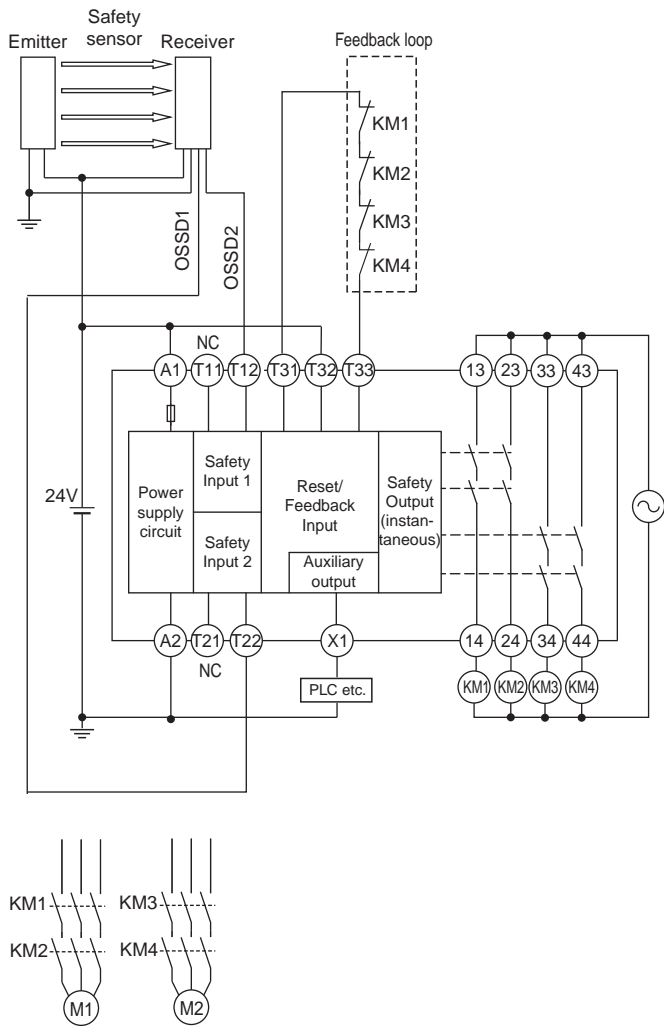 Safety
sensor
Emitter
Receiver
Feedback loop
KM1
KM2
KM3
KM4
OSSD1
OSSD2
NC
A1
T11
T12
T31
T32
T33
13
23
33
43
24V
Power
supply
circuit
Safety
Input 1
Safety
Input 2
Reset/
Feedback
Input
Auxiliary
output
Safety
Output
(instan-
taneous)
A2
T21
T22
X1
14
24
34
44
NC
PLC etc.
KM1
KM2
KM3
KM4
KM1
KM3
KM2
KM4
M1
M2